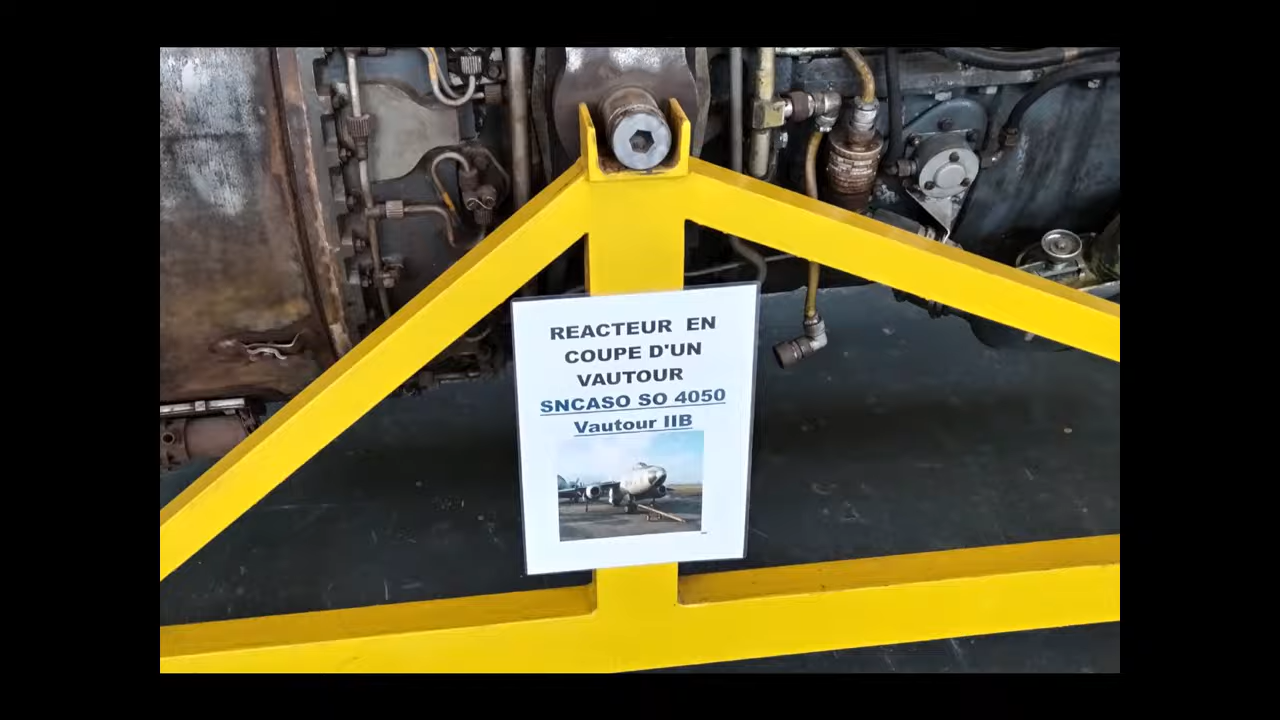 REACTEUR EN
COUPE D'UN
VAUTOUR
SNCASO SO 4050
Vautour IIB